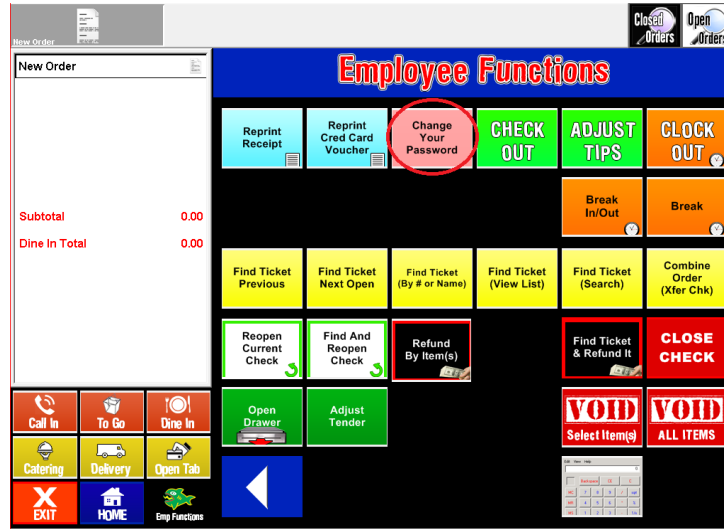 New Order
Closed
Orders
Open
Orders
New Order
Subtotal 0.00
Dine In Total 0.00
Employee Functions
Reprint
Receipt
Reprint
Cred Card
Voucher
Change
Your
Password
CHECK
OUT
ADJUST
TIPS
CLOCK
OUT
Break
In/Out
Break
Find Ticket
Previous
Find Ticket
Next Open
Find Ticket
(By # or Name)
Find Ticket
(View List)
Find Ticket
(Search)
Combine
Order
(Xfer Chk)
Reopen
Current
Check
Find And
Reopen
Check
Refund
By Item(s)
Find Ticket
& Refund It
CLOSE
CHECK
Open
Drawer
Adjust
Tender
VOID
Select Item(s)
VOID
ALL ITEMS
Call In
To Go
Dine In
Catering
Delivery
Open Tab
EXIT
HOME
Emp Functions
Edit View Help